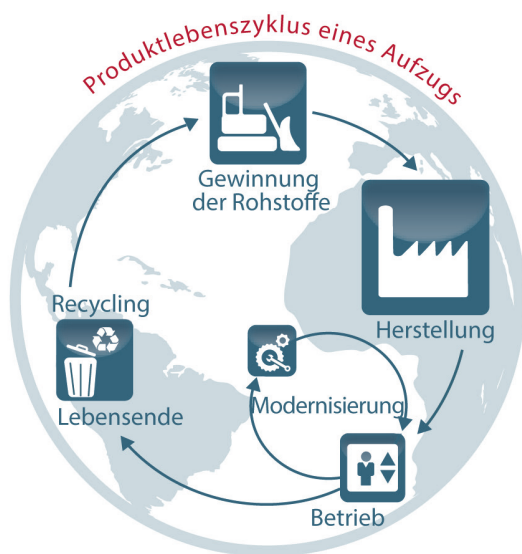 Produktlebenszyklus eines Aufzugs
Gewinnung
der Rohstoffe
Herstellung
Recycling
Lebensende
Modernisierung
Betrieb